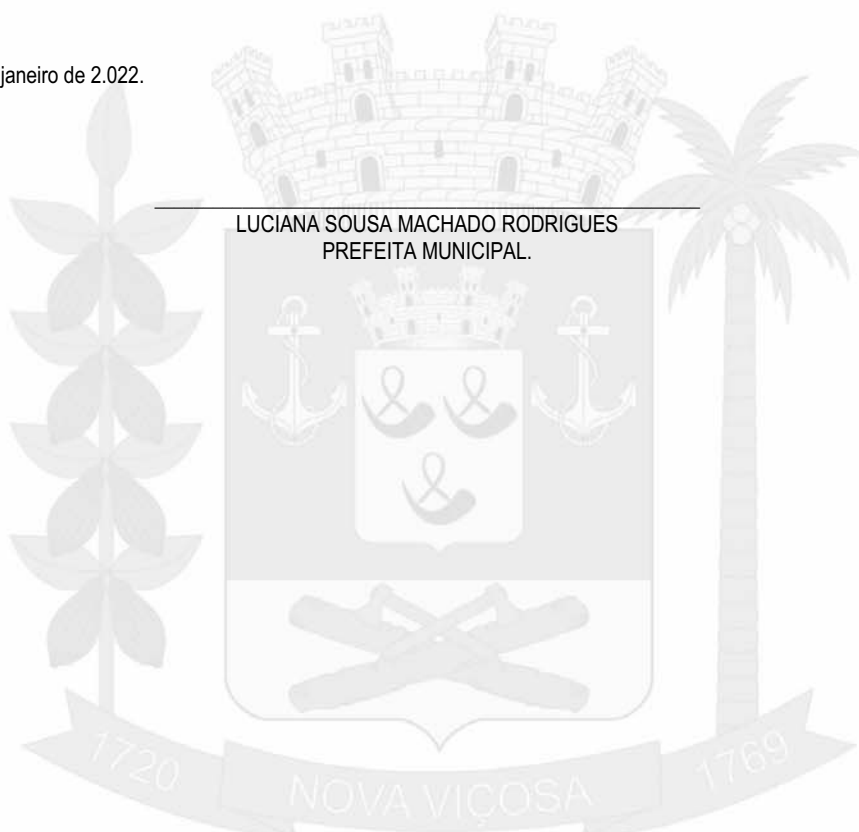 janeiro de 2.022.
LUCIANA SOUSA MACHADO RODRIGUES
PREFEITA MUNICIPAL.
1720
NOVA VIÇOSA
1769